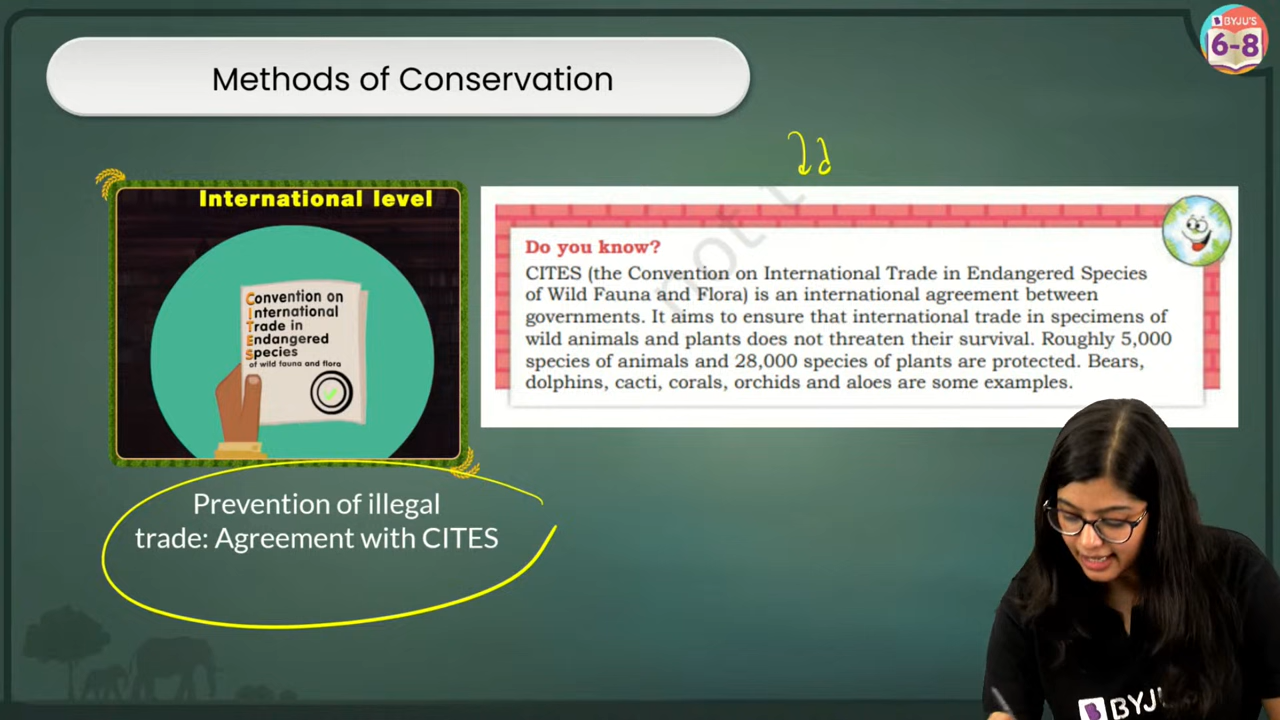 BYJU'S
6-8
Methods of Conservation
International level
Convention on
International
Trade in
Endangered
Species
of wild fauna and flora
Do you know?
CITES (the Convention on International Trade in Endangered Species
of Wild Fauna and Flora) is an international agreement between
governments. It aims to ensure that international trade in specimens of
wild animals and plants does not threaten their survival. Roughly 5,000
species of animals and 28,000 species of plants are protected. Bears,
dolphins, cacti, corals, orchids and aloes are some examples.
Prevention of illegal
trade: Agreement with CITES